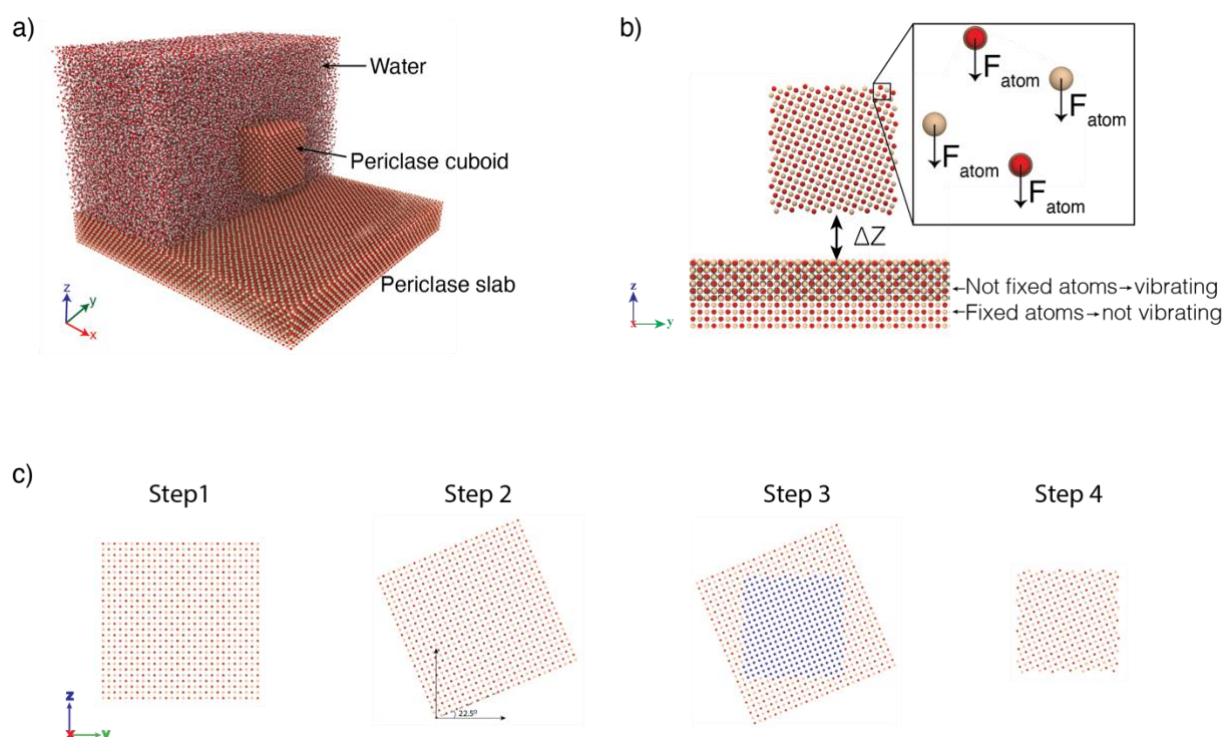 a)
Water
Periclase cuboid
Periclase slab
z
y
x
b)
F atom
F atom
F atom
F atom
ΔZ
Not fixed atoms→vibrating
Fixed atoms→not vibrating
z
x
y
c)
Step1
Step 2
Step 3
Step 4
22.5⁰
z
x
y